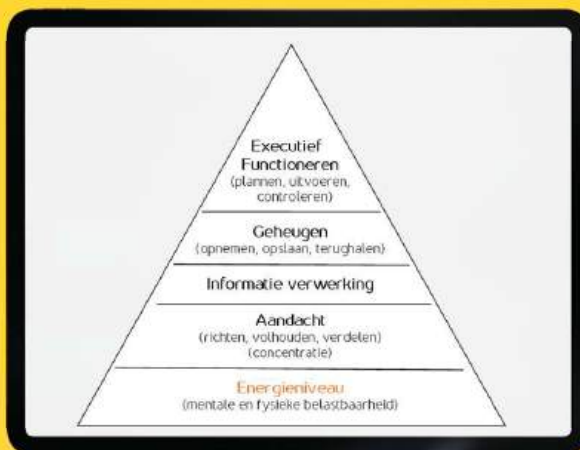 Executief
Functioneren
(plannen, uitvoeren,
controleren)
Geheugen
(opnemen, opslaan, terughalen)
Informatie verwerking
Aandacht
(richten, volhouden, verdelen)
(concentratie)
Energieniveau
(mentale en fysieke belastbaarheid)